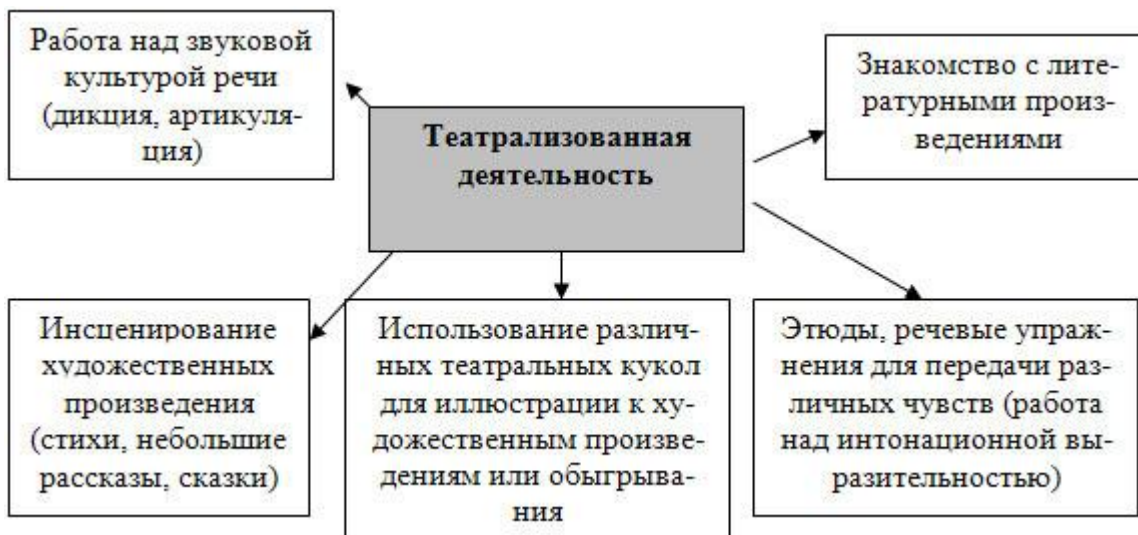 Работа над звуковой
культурой речи
(дикция, артикуля-
ция)
Театрализованная
деятельность
Знакомство с лите-
ратурными произ-
ведениями
Инсценирование
художественных
произведения
(стихи, небольшие
рассказы, сказки)
Использование различ-
ных театральных кукол
для иллюстрации к ху-
дожественным произве-
дениям или обыгрыва-
ния
Этюды, речевые упраж-
нения для передачи раз-
личных чувств (работа
над интонационной вы-
разительностью)